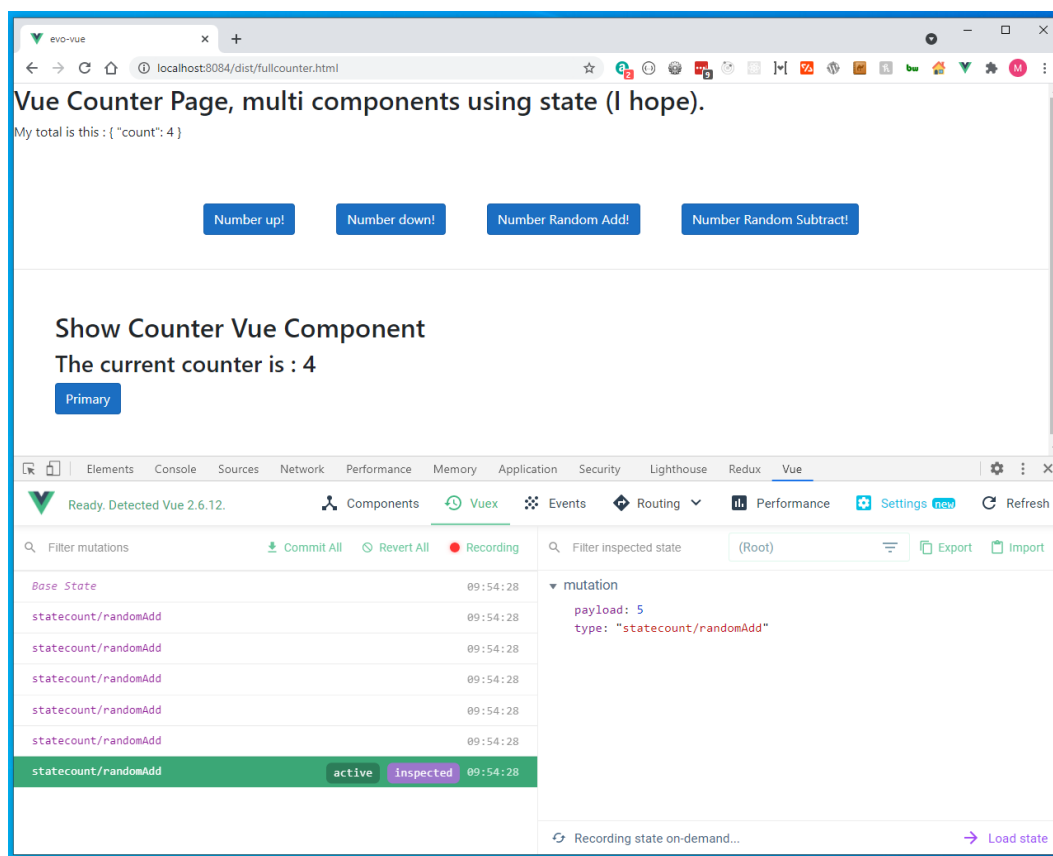 evo-vue
localhost:8084/dist/fullcounter.html
2
9
M
Vue Counter Page, multi components using state (I hope).
My total is this : { "count": 4 }
Number up! Number down! Number Random Add! Number Random Subtract!
Show Counter Vue Component
The current counter is : 4
Primary
Elements Console Sources Network Performance Memory Application Security Lighthouse Redux Vue
Ready. Detected Vue 2.6.12. Components Vuex Events Routing Performance Settings new Refresh
Filter mutations Commit All Revert All Recording Filter inspected state (Root) Export Import
Base State 09:54:28
statecount/randomAdd 09:54:28
statecount/randomAdd 09:54:28
statecount/randomAdd 09:54:28
statecount/randomAdd 09:54:28
statecount/randomAdd 09:54:28
statecount/randomAdd active inspected 09:54:28
mutation
payload: 5
type: "statecount/randomAdd"
Recording state on-demand... Load state